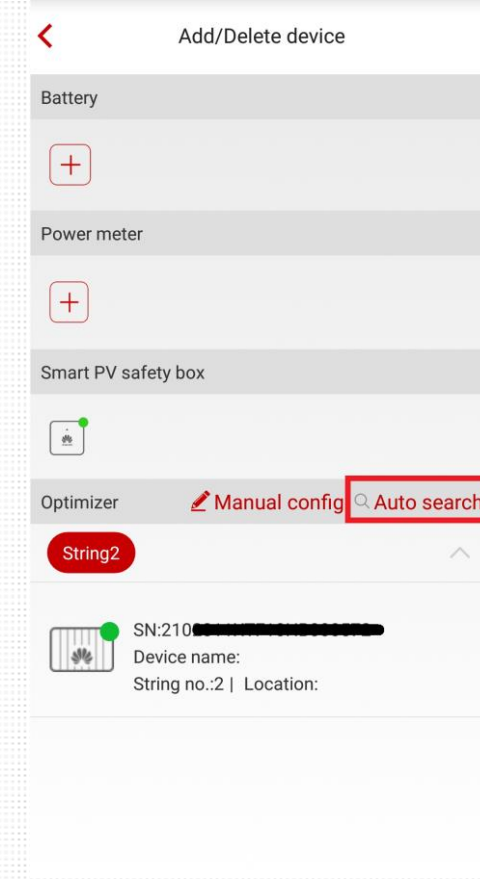 Add/Delete device
Battery
Power meter
Smart PV safety box
Optimizer Manual config Auto search
String2
SN:210
Device name:
String no.:2 | Location: